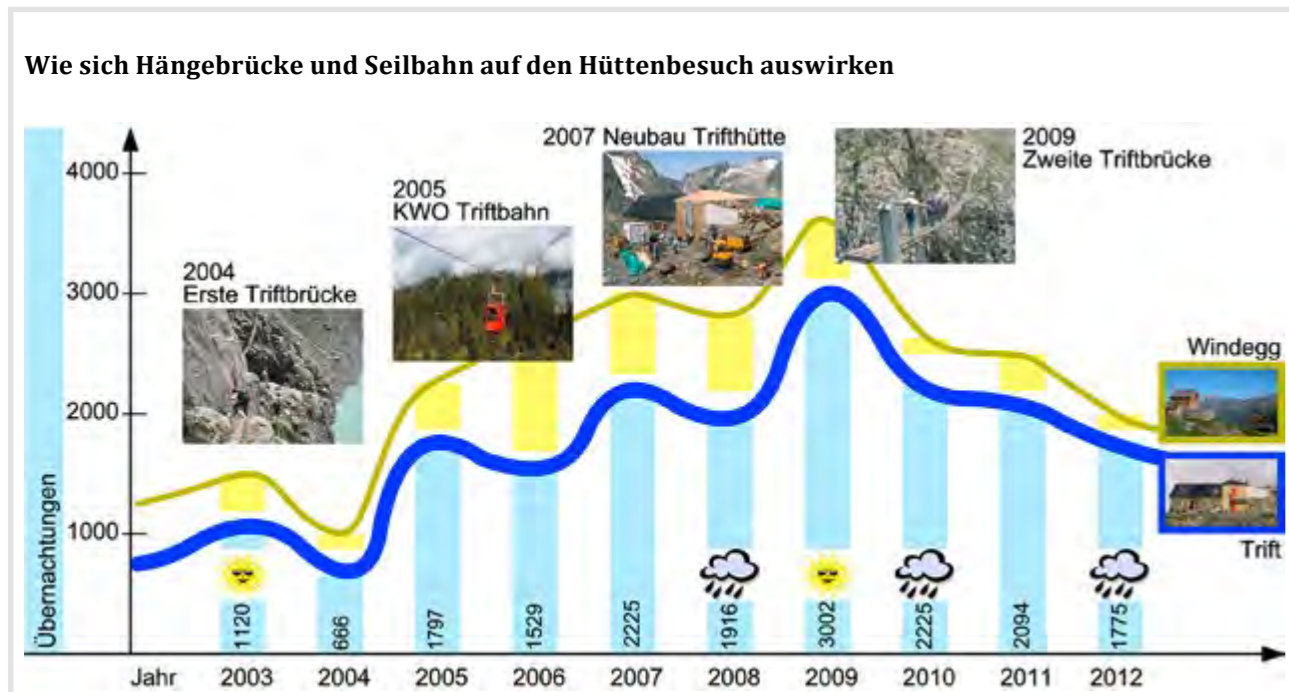 Wie sich Hängebrücke und Seilbahn auf den Hüttenbesuch auswirken
2007 Neubau Trifthütte
2009
Zweite Triftbrücke
4000
2005
KWO Triftbahn
2004
Erste Triftbrücke
3000
Windegg
2000
1000
Trift
Übernachtungen
1120
666
1797
1529
2225
1916
3002
2225
2094
1775
Jahr 2003 2004 2005 2006 2007 2008 2009 2010 2011 2012